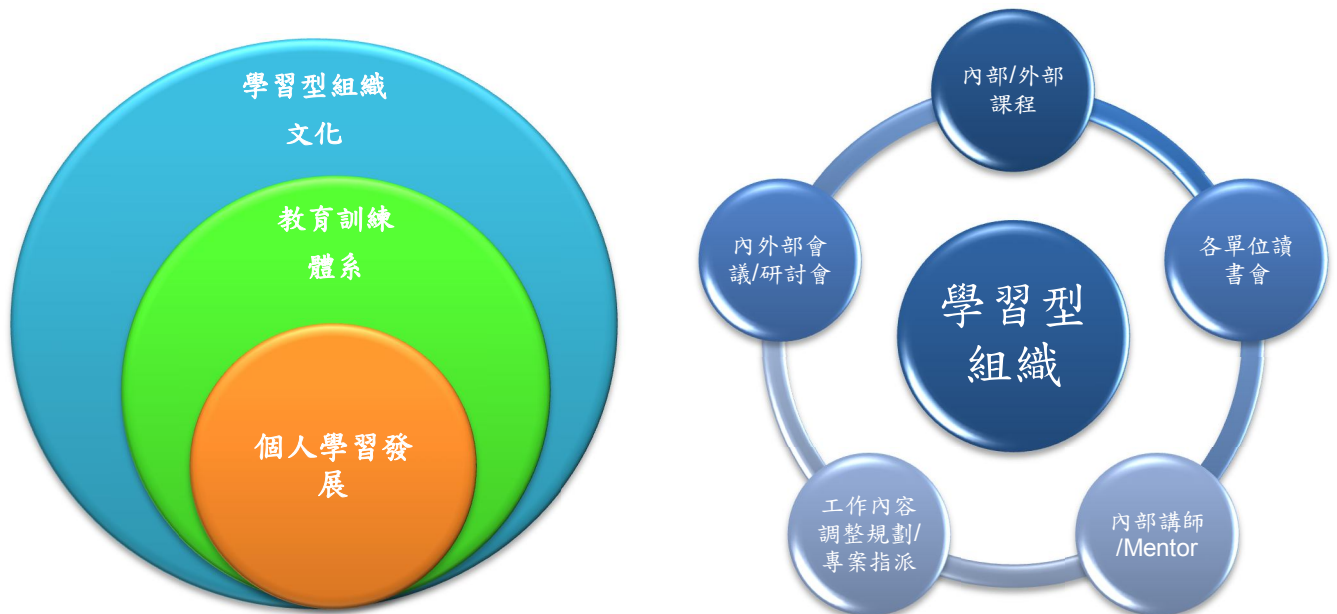 學習型組織
文化
教育訓練
體系
個人學習發
展
內部/外部
課程
各單位讀
書會
內部講師
/Mentor
工作內容
調整規劃/
專案指派
內外部會
議/研討會
學習型
組織